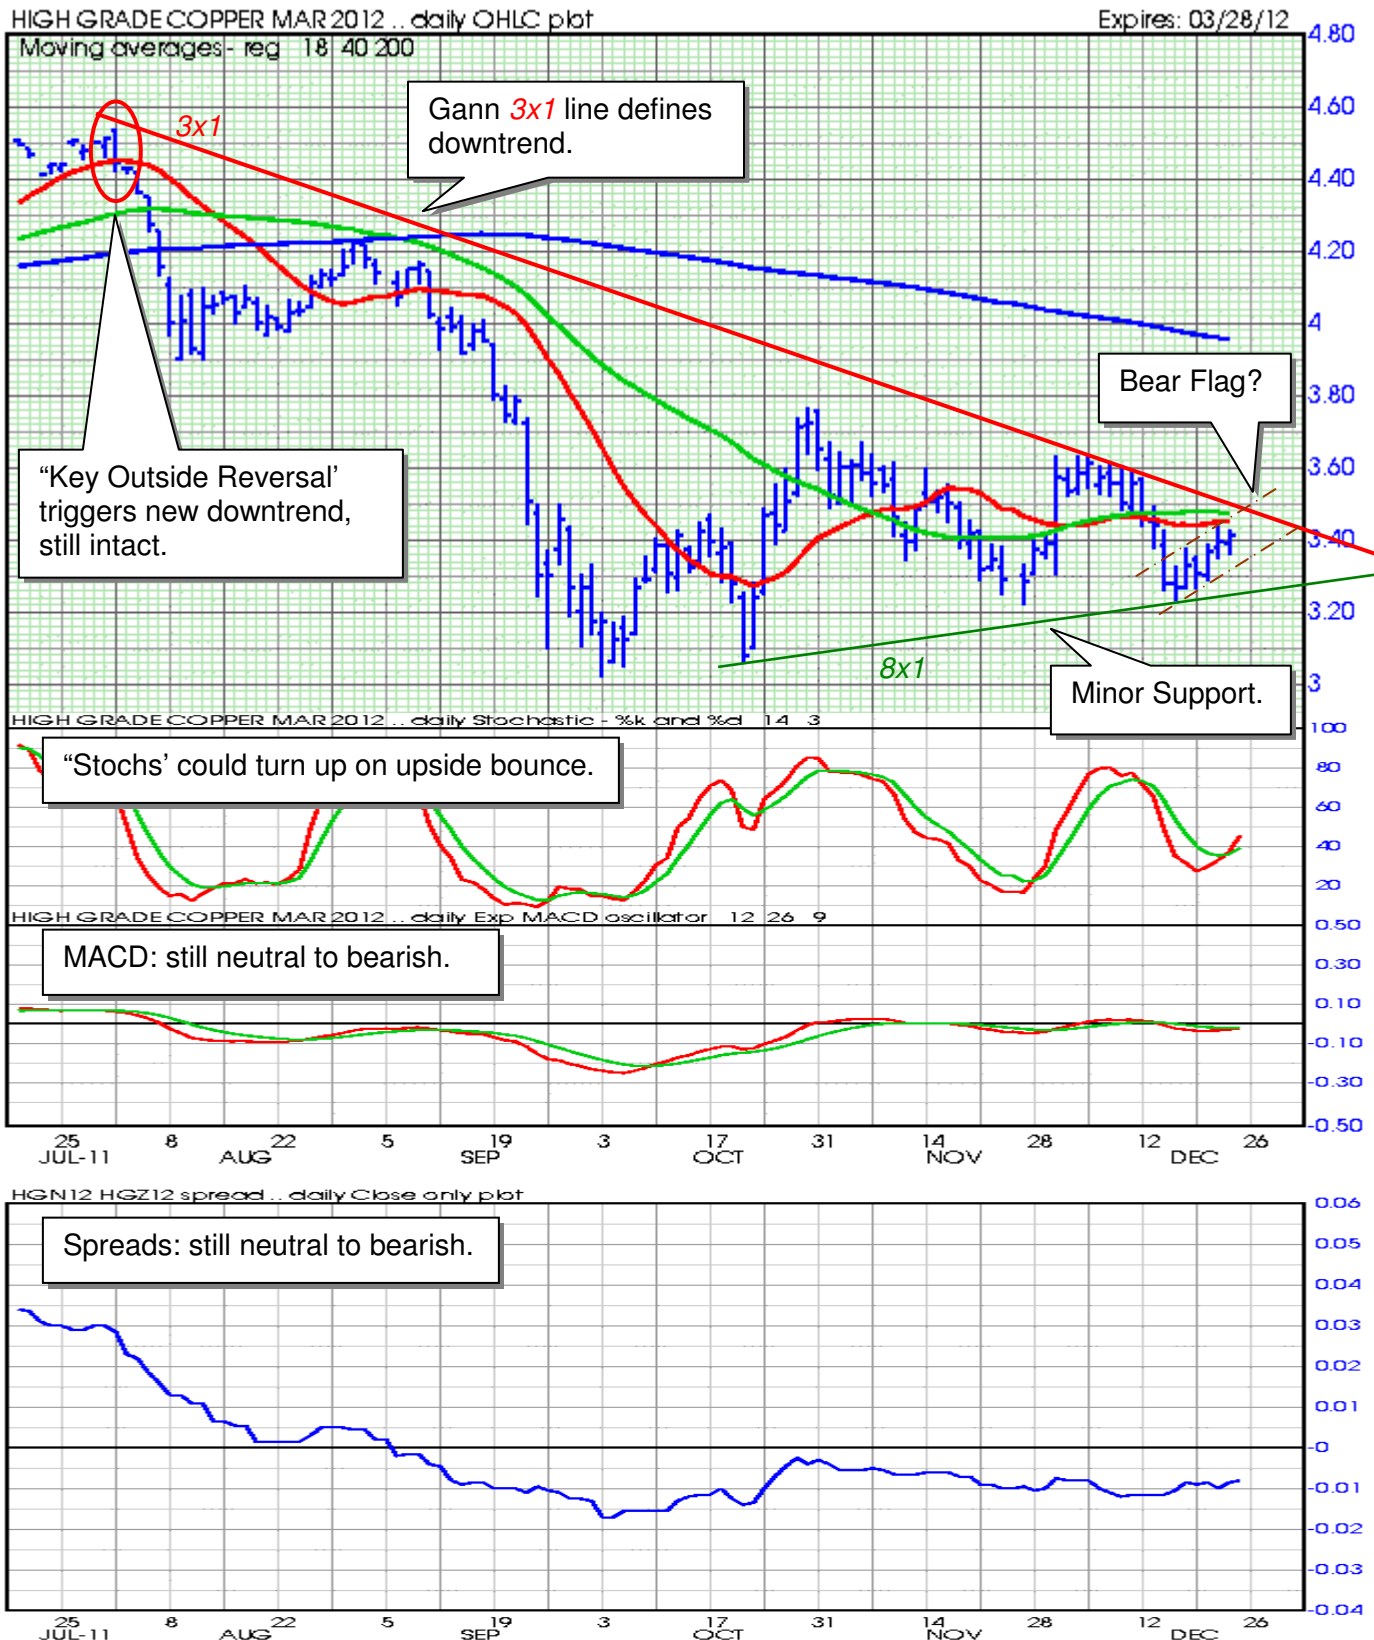 HIGH GRADE COPPER MAR 2012 .. daily OHLC plot
Expires: 03/28/12
Moving averages - reg 18 40 200
4.80
4.60
4.40
4.20
4
3.80
3.60
3.40
3.20
3
3x1
Gann 3x1 line defines
downtrend.
Bear Flag?
“Key Outside Reversal’
triggers new downtrend,
still intact.
8x1
Minor Support.
HIGH GRADE COPPER MAR 2012 .. daily Stochastic - %k and %d 14 3
100
80
60
40
20
“Stochs’ could turn up on upside bounce.
HIGH GRADE COPPER MAR 2012 .. daily Exp MACD oscillator 12 26 9
0.50
0.30
0.10
-0.10
-0.30
-0.50
MACD: still neutral to bearish.
25 8 22 5 19 3 17 31 14 28 12 26
JUL-11 AUG SEP OCT NOV DEC
HGN12 HGZ12 spread .. daily Close only plot
0.06
0.05
0.04
0.03
0.02
0.01
-0
-0.01
-0.02
-0.03
-0.04
Spreads: still neutral to bearish.
25 8 22 5 19 3 17 31 14 28 12 26
JUL-11 AUG SEP OCT NOV DEC